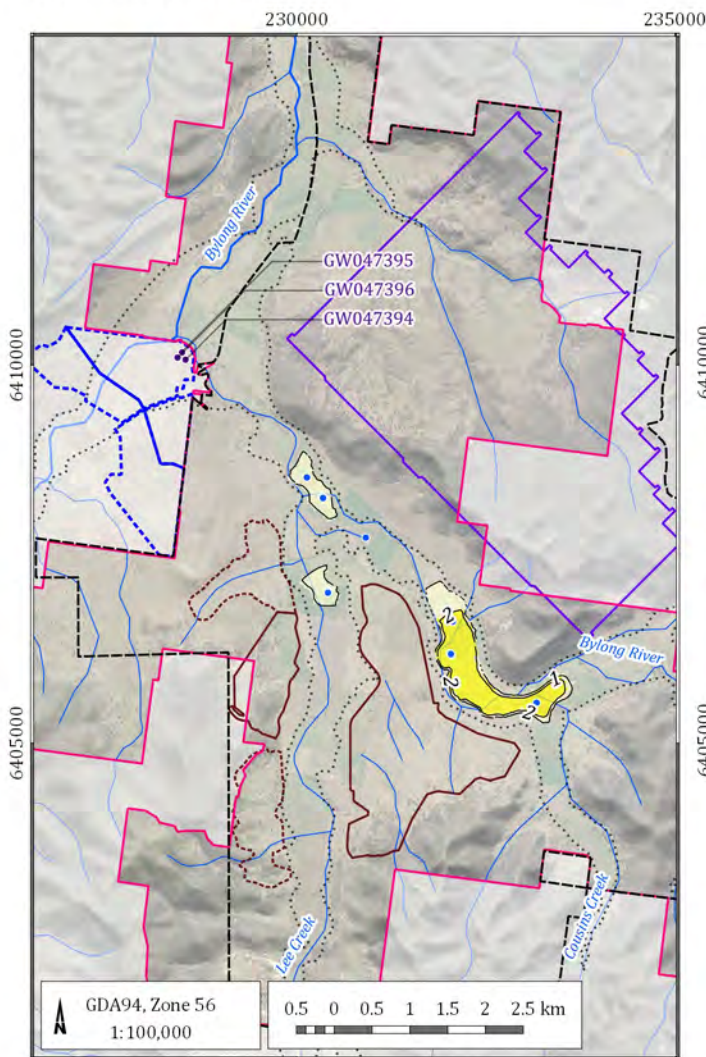 230000
235000
Bylong River
GW047395
GW047396
GW047394
6410000
6410000
2
Bylong River
2
1
2
6405000
6405000
Lee Creek
Cousins Creek
N
GDA94, Zone 56
1:100,000
0.5 0 0.5 1 1.5 2 2.5 km